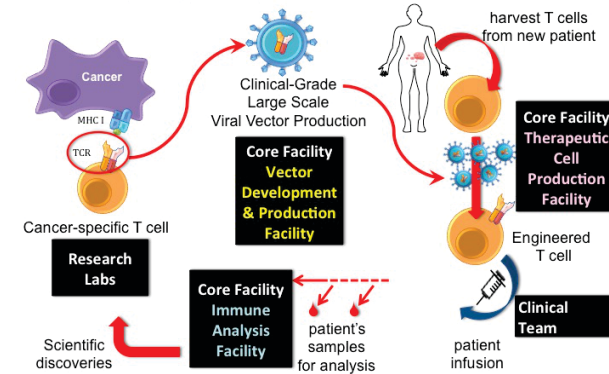 Cancer
MHC I
TCR
Cancer-specific T cell
Research
Labs
Clinical-Grade
Large Scale
Viral Vector Production
Core Facility
Vector
Development
& Production
Facility
harvest T cells
from new patient
Core Facility
Therapeutic
Cell
Production
Facility
Engineered
T cell
Clinical
Team
patient
infusion
patient's
samples
for analysis
Core Facility
Immune
Analysis
Facility
Scientific
discoveries